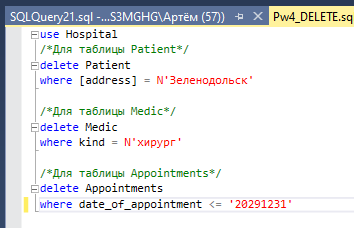 SQLQuery21.sql -...S3MGHG\Артём (57))*
Pw4_DELETE.sq
use Hospital
/*Для таблицы Patient*/
delete Patient
where [address] = N'Зеленодольск'
/*Для таблицы Medic*/
delete Medic
where kind = N'хирург'
/*Для таблицы Appointments*/
delete Appointments
where date_of_appointment <= '20291231'